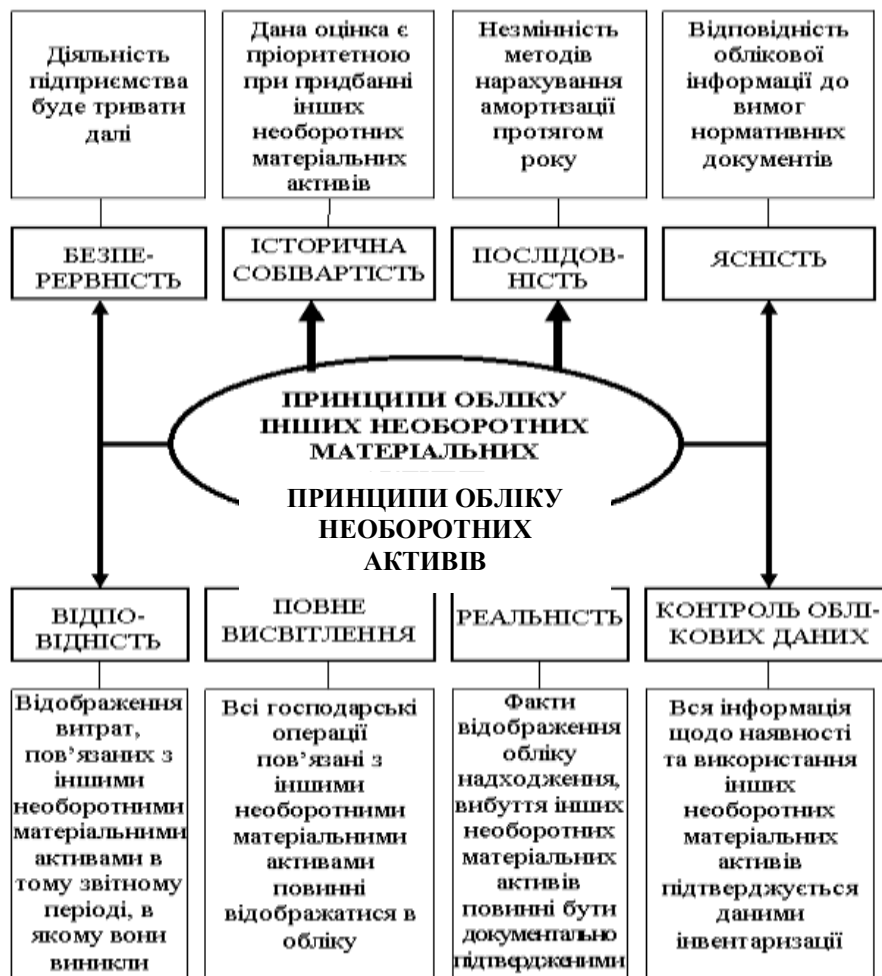 Діяльність
підприємства
буде тривати
далі
Дана оцінка є
пріоритетною
при придбанні
інших
необоротних
матеріальних
активів
Незмінність
методів
нарахування
амортизації
протягом
року
Відповідність
облікової
інформації до
вимог
нормативних
документів
БЕЗПЕ-
РЕРВНІСТЬ
ІСТОРИЧНА
СОБІВАРТІСТЬ
ПОСЛІДОВ-
НІСТЬ
ЯСНІСТЬ
ПРИНЦИПИ ОБЛІКУ
ІНШИХ НЕОБОРОТНИХ
МАТЕРІАЛЬНИХ
ПРИНЦИПИ ОБЛІКУ
НЕОБОРОТНИХ
АКТИВІВ
ВІДПО-
ВІДНІСТЬ
ПОВНЕ
ВИСВІТЛЕННЯ
РЕАЛЬНІСТЬ
КОНТРОЛЬ ОБЛІ-
КОВИХ ДАНИХ
Відображення
витрат,
пов’язаних з
іншими
необоротними
матеріальними
активами в
тому звітному
періоді, в
якому вони
виникли
Всі господарські
операції
пов’язані з
іншими
необоротними
матеріальними
активами
повинні
відображатися в
обліку
Факти
відображення
обліку
надходження,
вибуття інших
необоротних
матеріальних
активів
повинні бути
документально
підтвердженими
Вся інформація
щодо наявності
та використання
інших
необоротних
матеріальних
активів
підтверджується
даними
інвентаризації